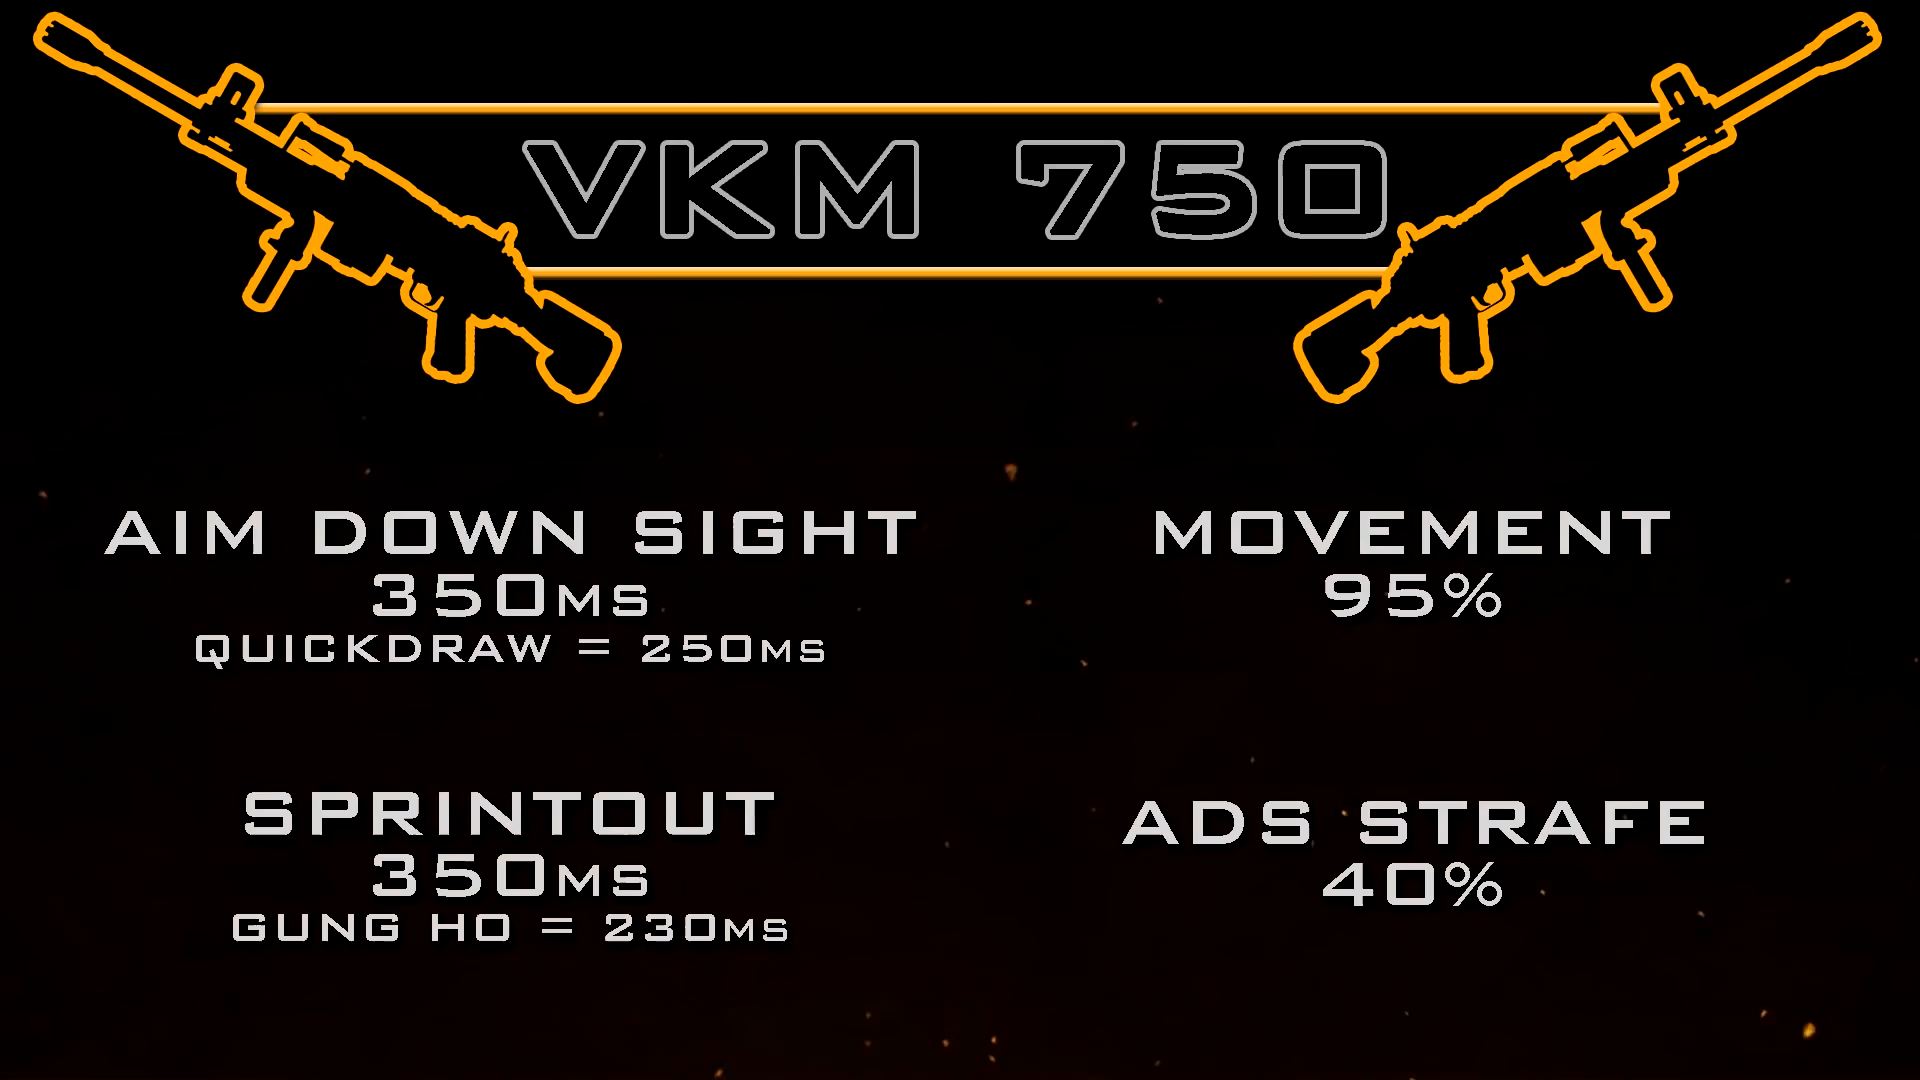 VKM 750
AIM DOWN SIGHT
350MS
QUICKDRAW = 250MS
MOVEMENT
95%
SPRINTOUT
350MS
GUNG HO = 230MS
ADS STRAFE
40%